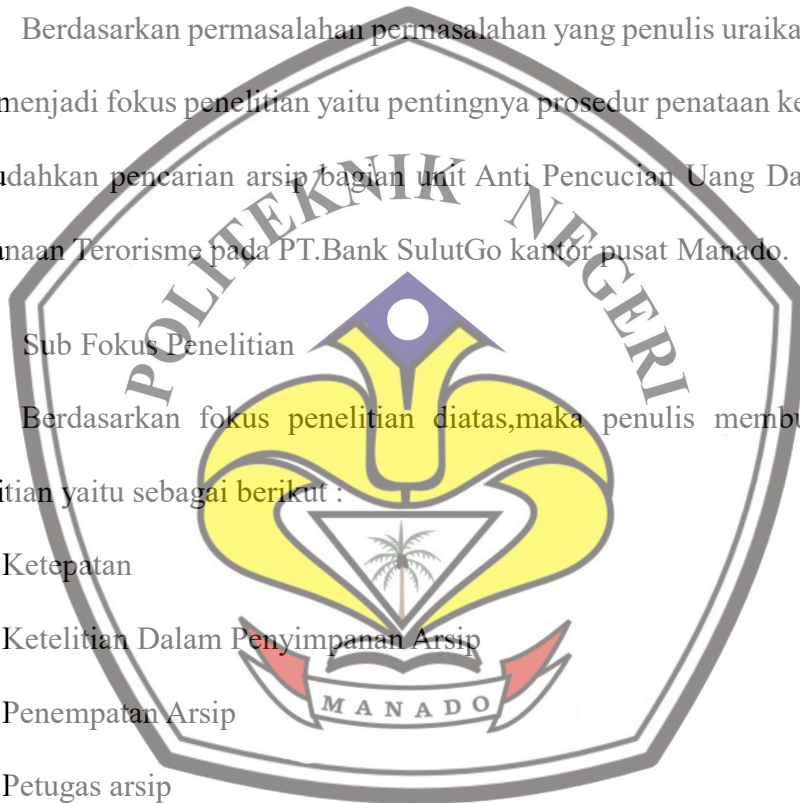 Berdasarkan permasalahan permasalahan yang penulis uraika
menjadi fokus penelitian yaitu pentingnya prosedur penataan ke
udahkan pencarian arsip bagian unit Anti Pencucian Uang Da
anaan Terorisme pada PT.Bank SulutGo kantor pusat Manado.
Sub Fokus Penelitian
Berdasarkan fokus penelitian diatas,maka penulis membu
itian yaitu sebagai berikut :
Ketepatan
Ketelitian Dalam Penyimpanan Arsip
Penempatan Arsip
Petugas arsip
POLITEKNIK NEGERI
MANADO